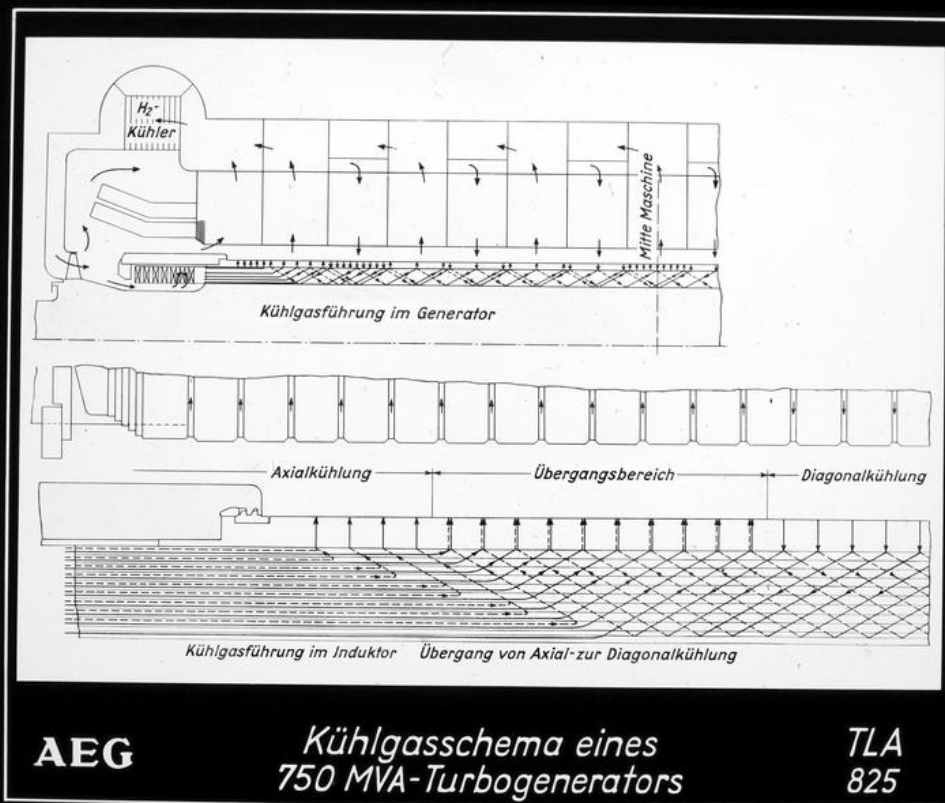 H₂-
Kühler
Mitte Maschine
Kühlgasführung im Generator
Axialkühlung
Übergangsbereich
Diagonalkühlung
Kühlgasführung im Induktor
Übergang von Axial-zur Diagonalkühlung
AEG
Kühlgasschema eines
750 MVA-Turbogenerators
TLA
825